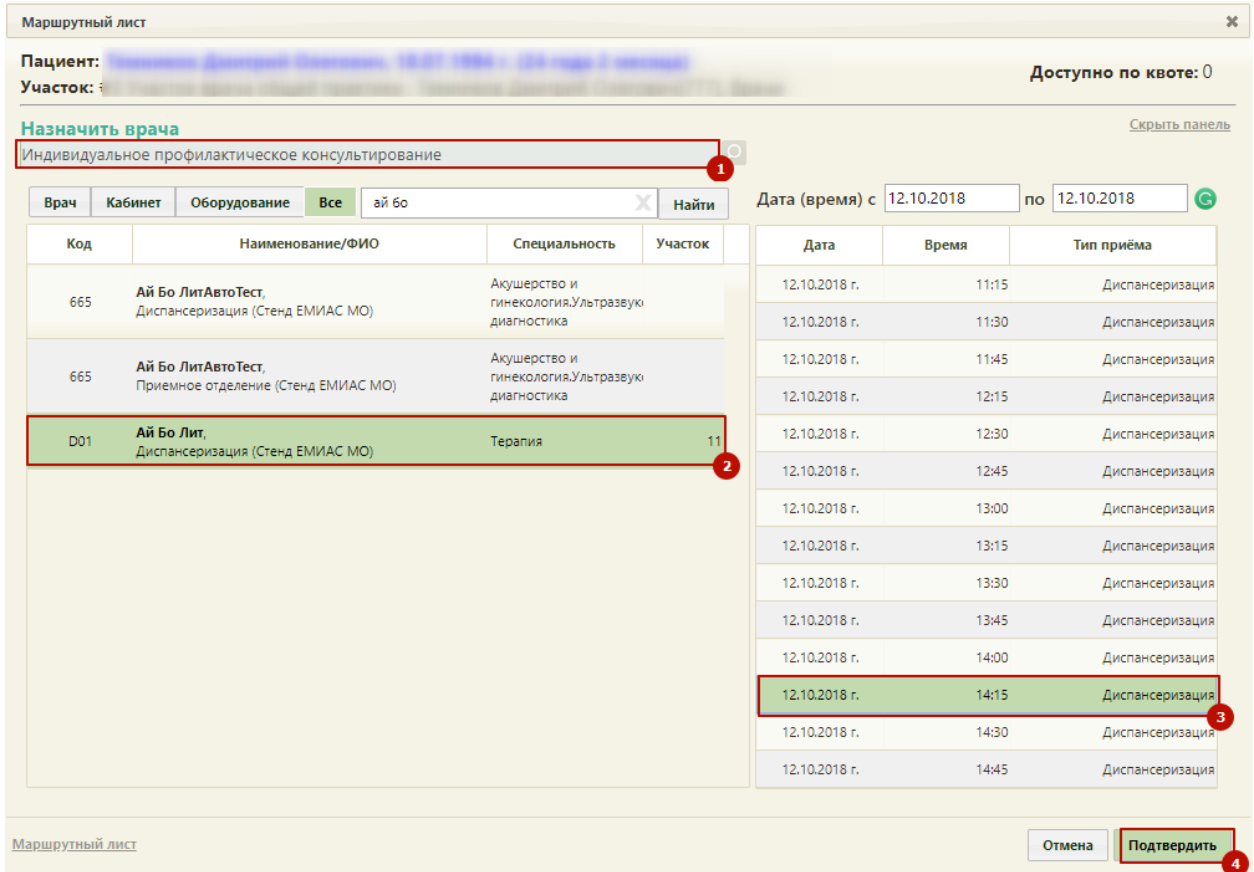 Маршрутный лист
Пациент:
Участок:
Доступно по квоте: 0
Назначить врача
Скрыть панель
Индивидуальное профилактическое консультирование
1
Врач Кабинет Оборудование Все ай бо X Найти
Дата (время) с 12.10.2018 по 12.10.2018
Код Наименование/ФИО Специальность Участок
665 Ай Бо ЛитАвтоТест,
Диспансеризация (Стенд ЕМИАС МО)
Акушерство и
гинекология.Ультразвуко
диагностика
665 Ай Бо ЛитАвтоТест,
Приемное отделение (Стенд ЕМИАС МО)
Акушерство и
гинекология.Ультразвуко
диагностика
D01 Ай Бо Лит,
Диспансеризация (Стенд ЕМИАС МО)
Терапия 11
2
Дата Время Тип приёма
12.10.2018 г. 11:15 Диспансеризация
12.10.2018 г. 11:30 Диспансеризация
12.10.2018 г. 11:45 Диспансеризация
12.10.2018 г. 12:15 Диспансеризация
12.10.2018 г. 12:30 Диспансеризация
12.10.2018 г. 12:45 Диспансеризация
12.10.2018 г. 13:00 Диспансеризация
12.10.2018 г. 13:15 Диспансеризация
12.10.2018 г. 13:30 Диспансеризация
12.10.2018 г. 13:45 Диспансеризация
12.10.2018 г. 14:00 Диспансеризация
12.10.2018 г. 14:15 Диспансеризация
3
12.10.2018 г. 14:30 Диспансеризация
12.10.2018 г. 14:45 Диспансеризация
Маршрутный лист
Отмена Подтвердить
4